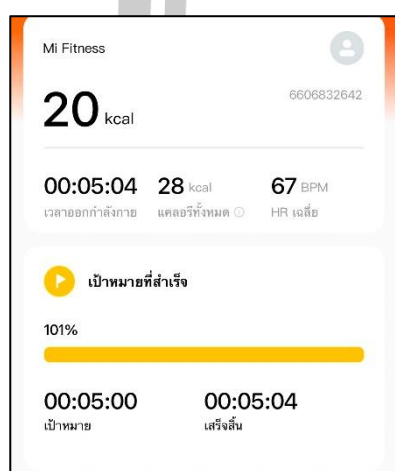 Mi Fitness
20 kcal
6606832642
00:05:04 28 kcal 67 BPM
เวลาออกกำลังกาย แคลอรีทั้งหมด HR เฉลี่ย
เป้าหมายที่สำเร็จ
101%
00:05:00 00:05:04
เป้าหมาย เสร็จสิ้น